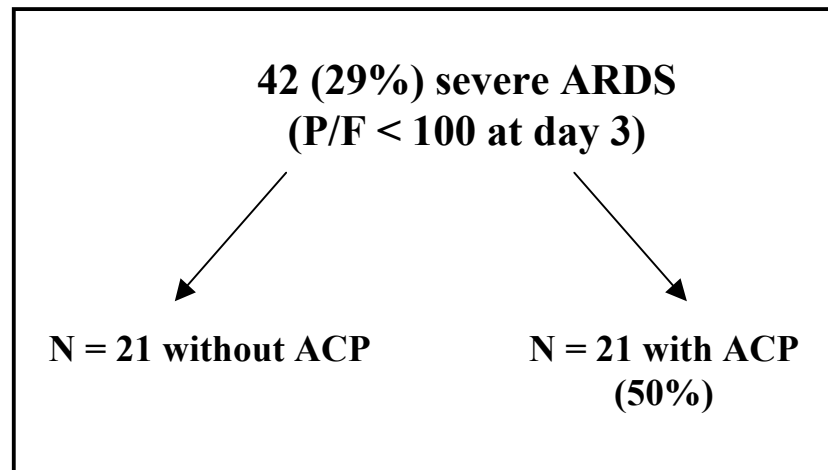 42 (29%) severe ARDS
(P/F < 100 at day 3)
N = 21 without ACP
N = 21 with ACP
(50%)